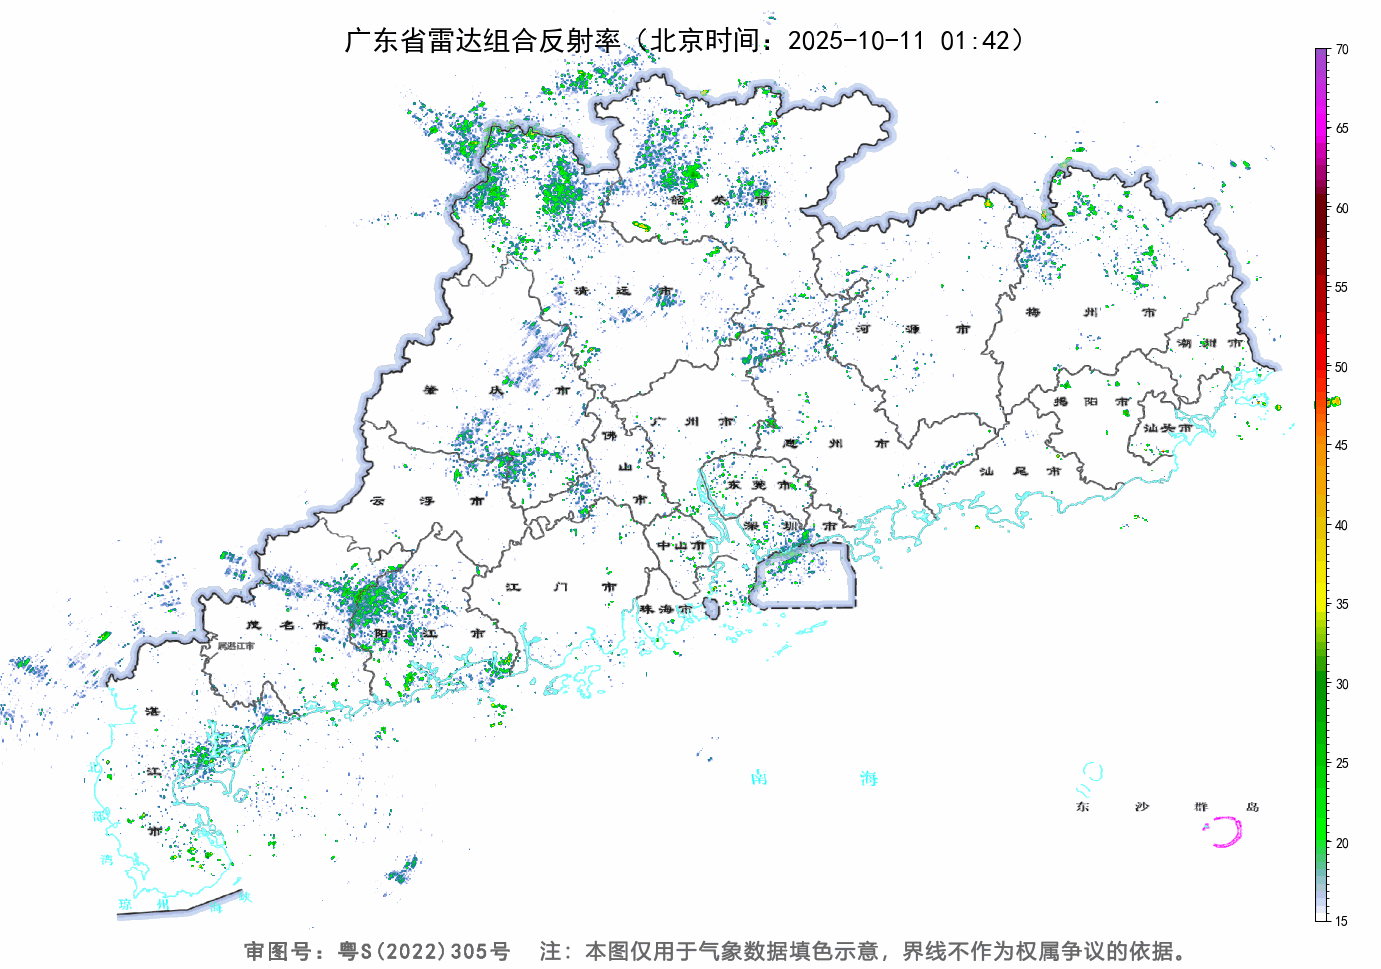 广东省雷达组合反射率（北京时间：2025-10-11 01:42）
70
65
60
55
50
45
40
35
30
25
20
15
韶关市
清远市
河源市
梅州市
潮州市
肇庆市
广州市
惠州市
揭阳市
汕头市
佛山市
云浮市
东莞市
汕尾市
深圳市
中山市
江门市
珠海市
茂名市
阳江市
属湛江市
湛江市
北部湾
琼州海峡
南海
东沙群岛
审图号：粤S(2022)305号 注：本图仅用于气象数据填色示意，界线不作为权属争议的依据。